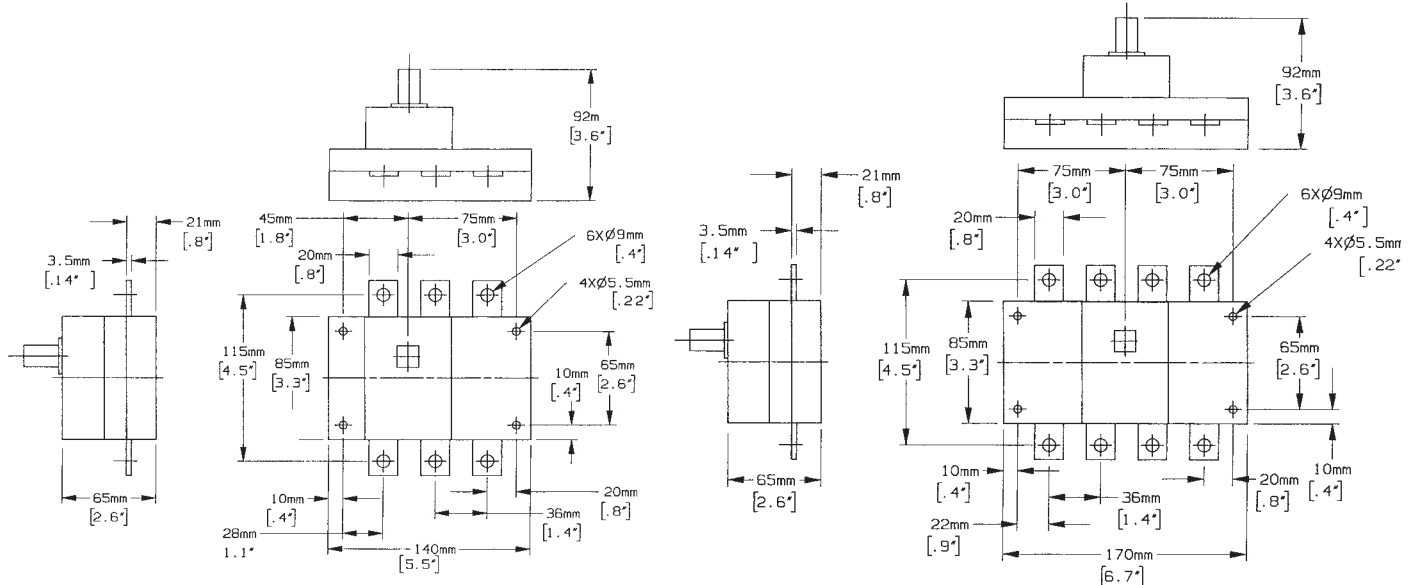 92m
[3.6"]
21mm
[.8"]
3.5mm
[.14" ]
45mm
[1.8"]
75mm
[3.0"]
20mm
[.8"]
6XØ9mm
[.4"]
4XØ5.5mm
[.22"]
115mm
[4.5"]
85mm
[3.3"]
10mm
[.4"]
65mm
[2.6"]
65mm
[2.6"]
10mm
[.4"]
20mm
[.8"]
36mm
[1.4"]
28mm
1.1"
140mm
[5.5"]
92mm
[3.6"]
21mm
[.8"]
3.5mm
[.14" ]
75mm
[3.0"]
75mm
[3.0"]
20mm
[.8"]
6XØ9mm
[.4"]
4XØ5.5mm
[.22"
115mm
[4.5"]
85mm
[3.3"]
65mm
[2.6"]
65mm
[2.6"]
10mm
[.4"]
36mm
[1.4"]
20mm
[.8"]
10mm
[.4"]
22mm
[.9"]
170mm
[6.7"]